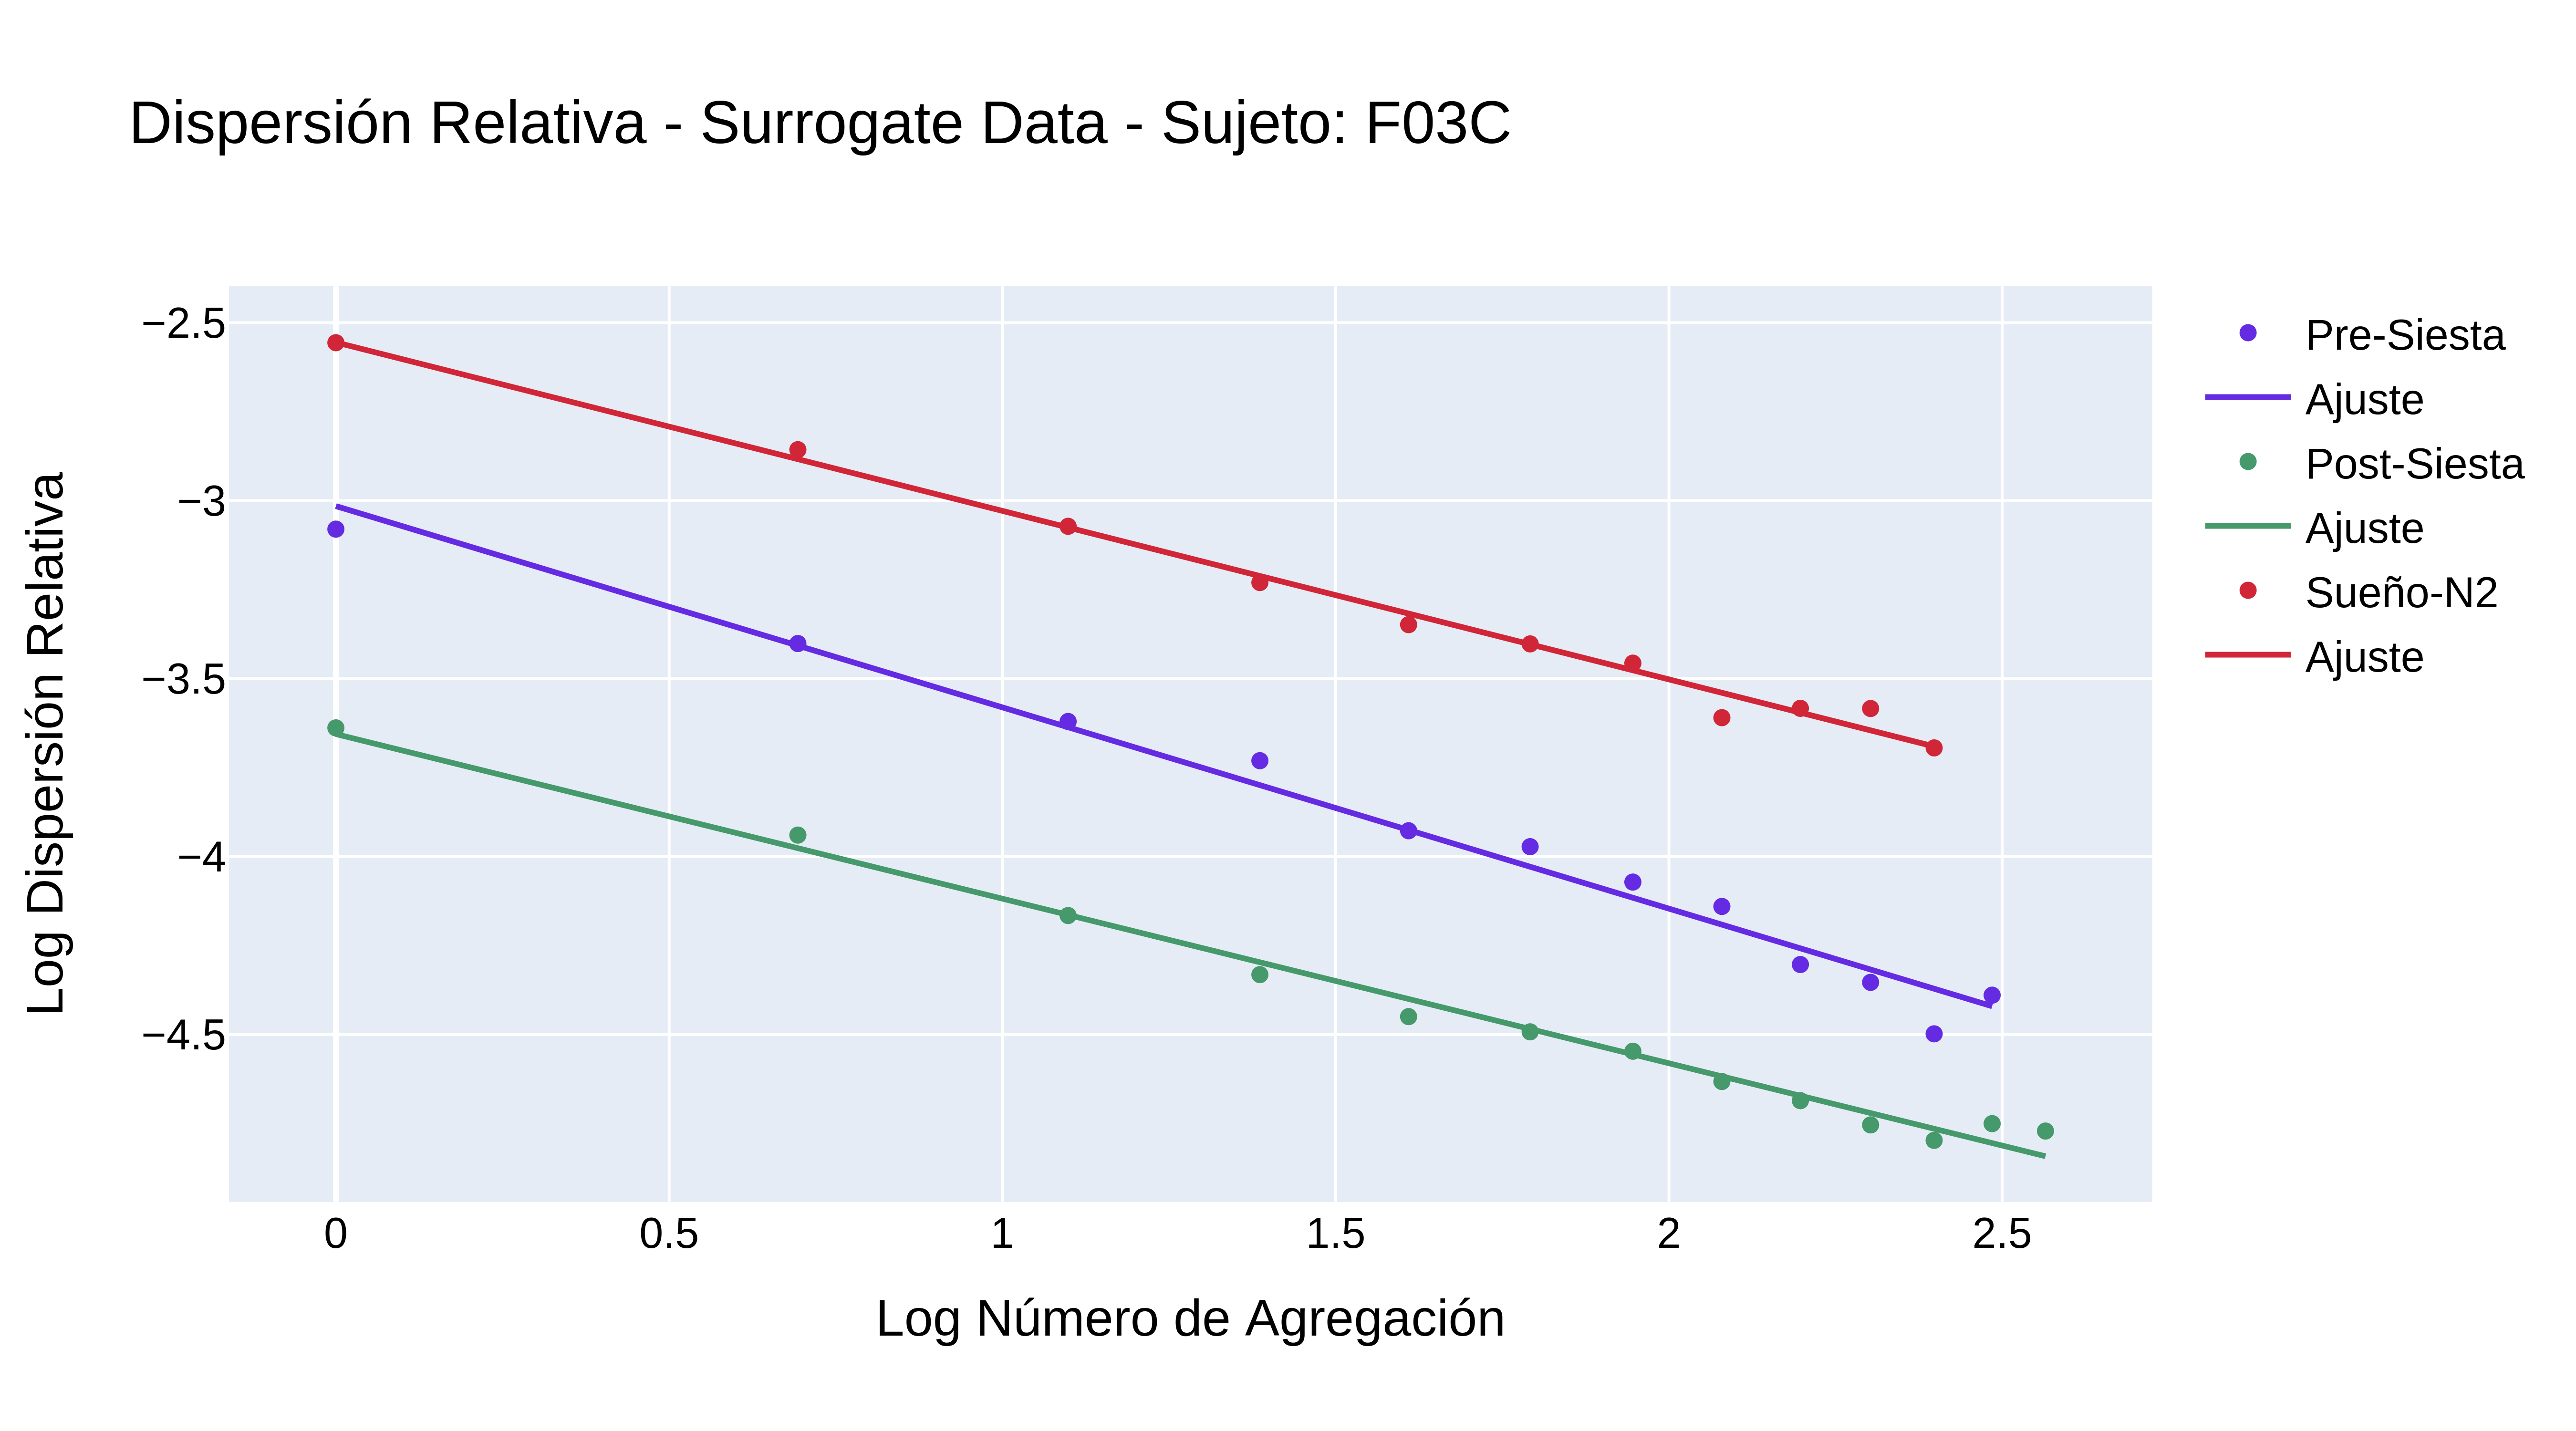 Dispersión Relativa - Surrogate Data - Sujeto: F03C
Log Dispersión Relativa
−2.5
−3
−3.5
−4
−4.5
0
0.5
1
1.5
2
2.5
Log Número de Agregación
Pre-Siesta
Ajuste
Post-Siesta
Ajuste
Sueño-N2
Ajuste